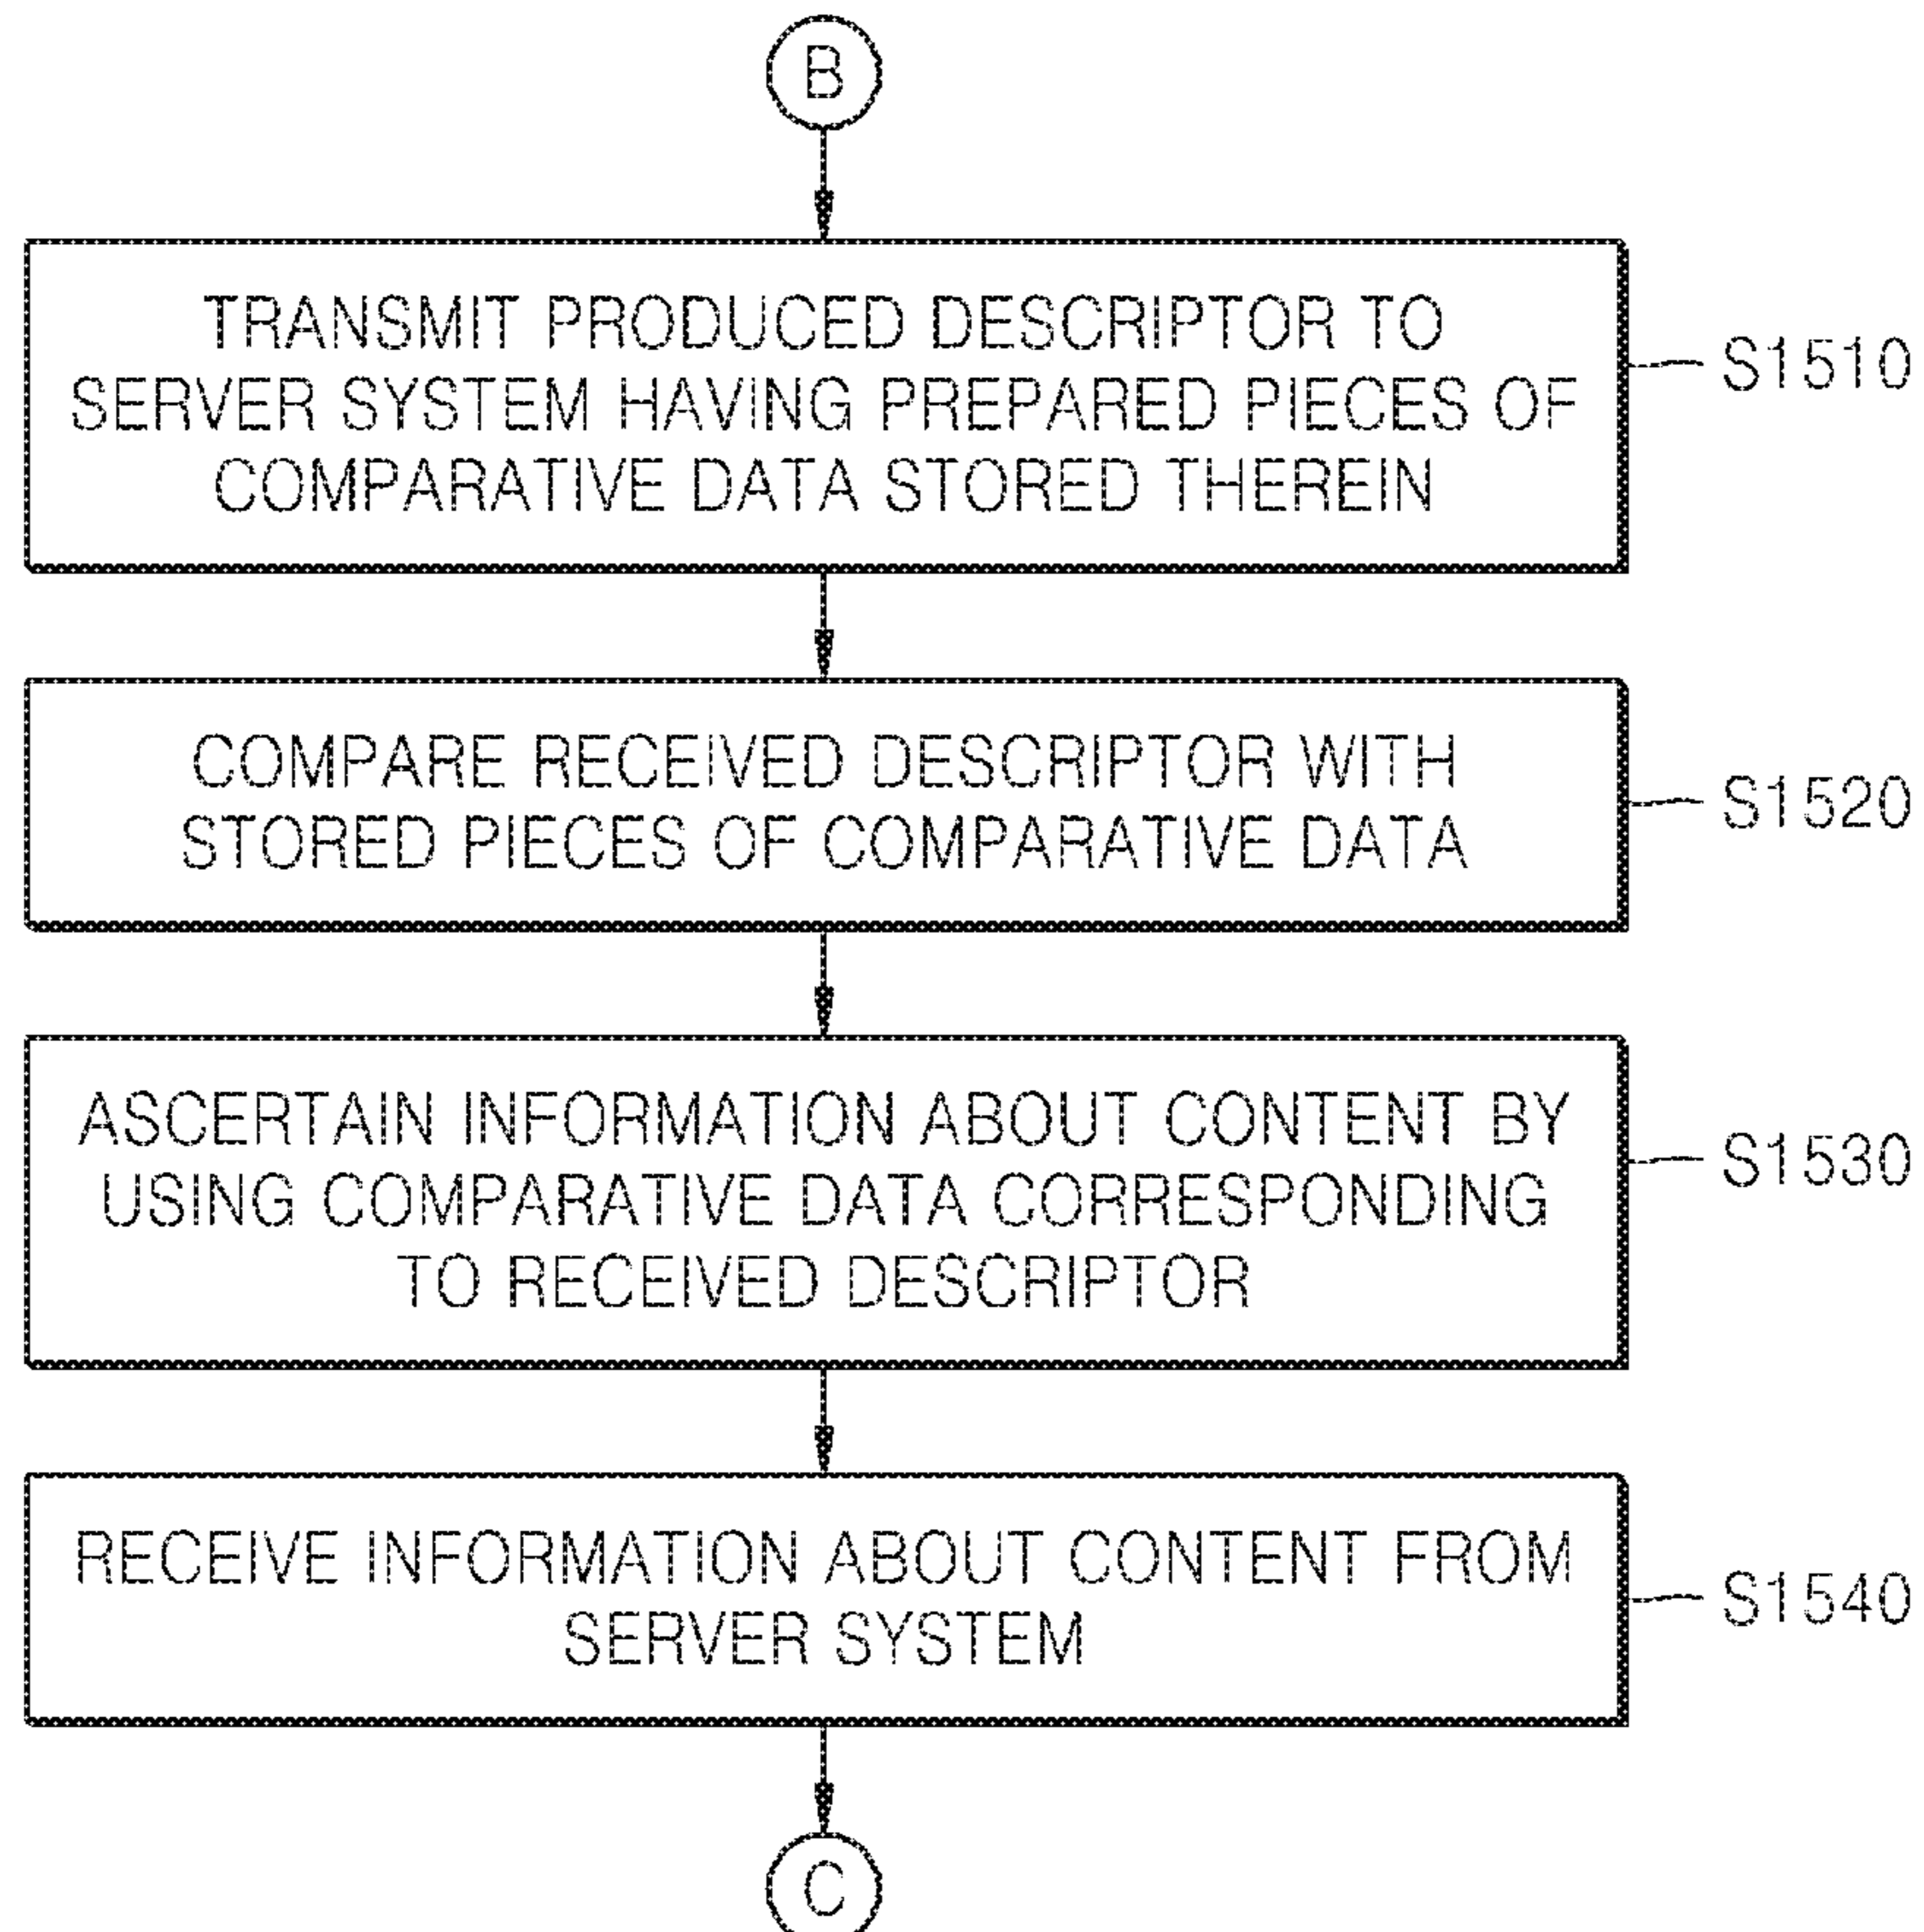 B
TRANSMIT PRODUCED DESCRIPTOR TO
SERVER SYSTEM HAVING PREPARED PIECES OF
COMPARATIVE DATA STORED THEREIN
S1510
COMPARE RECEIVED DESCRIPTOR WITH
STORED PIECES OF COMPARATIVE DATA
S1520
ASCERTAIN INFORMATION ABOUT CONTENT BY
USING COMPARATIVE DATA CORRESPONDING
TO RECEIVED DESCRIPTOR
S1530
RECEIVE INFORMATION ABOUT CONTENT FROM
SERVER SYSTEM
S1540
C